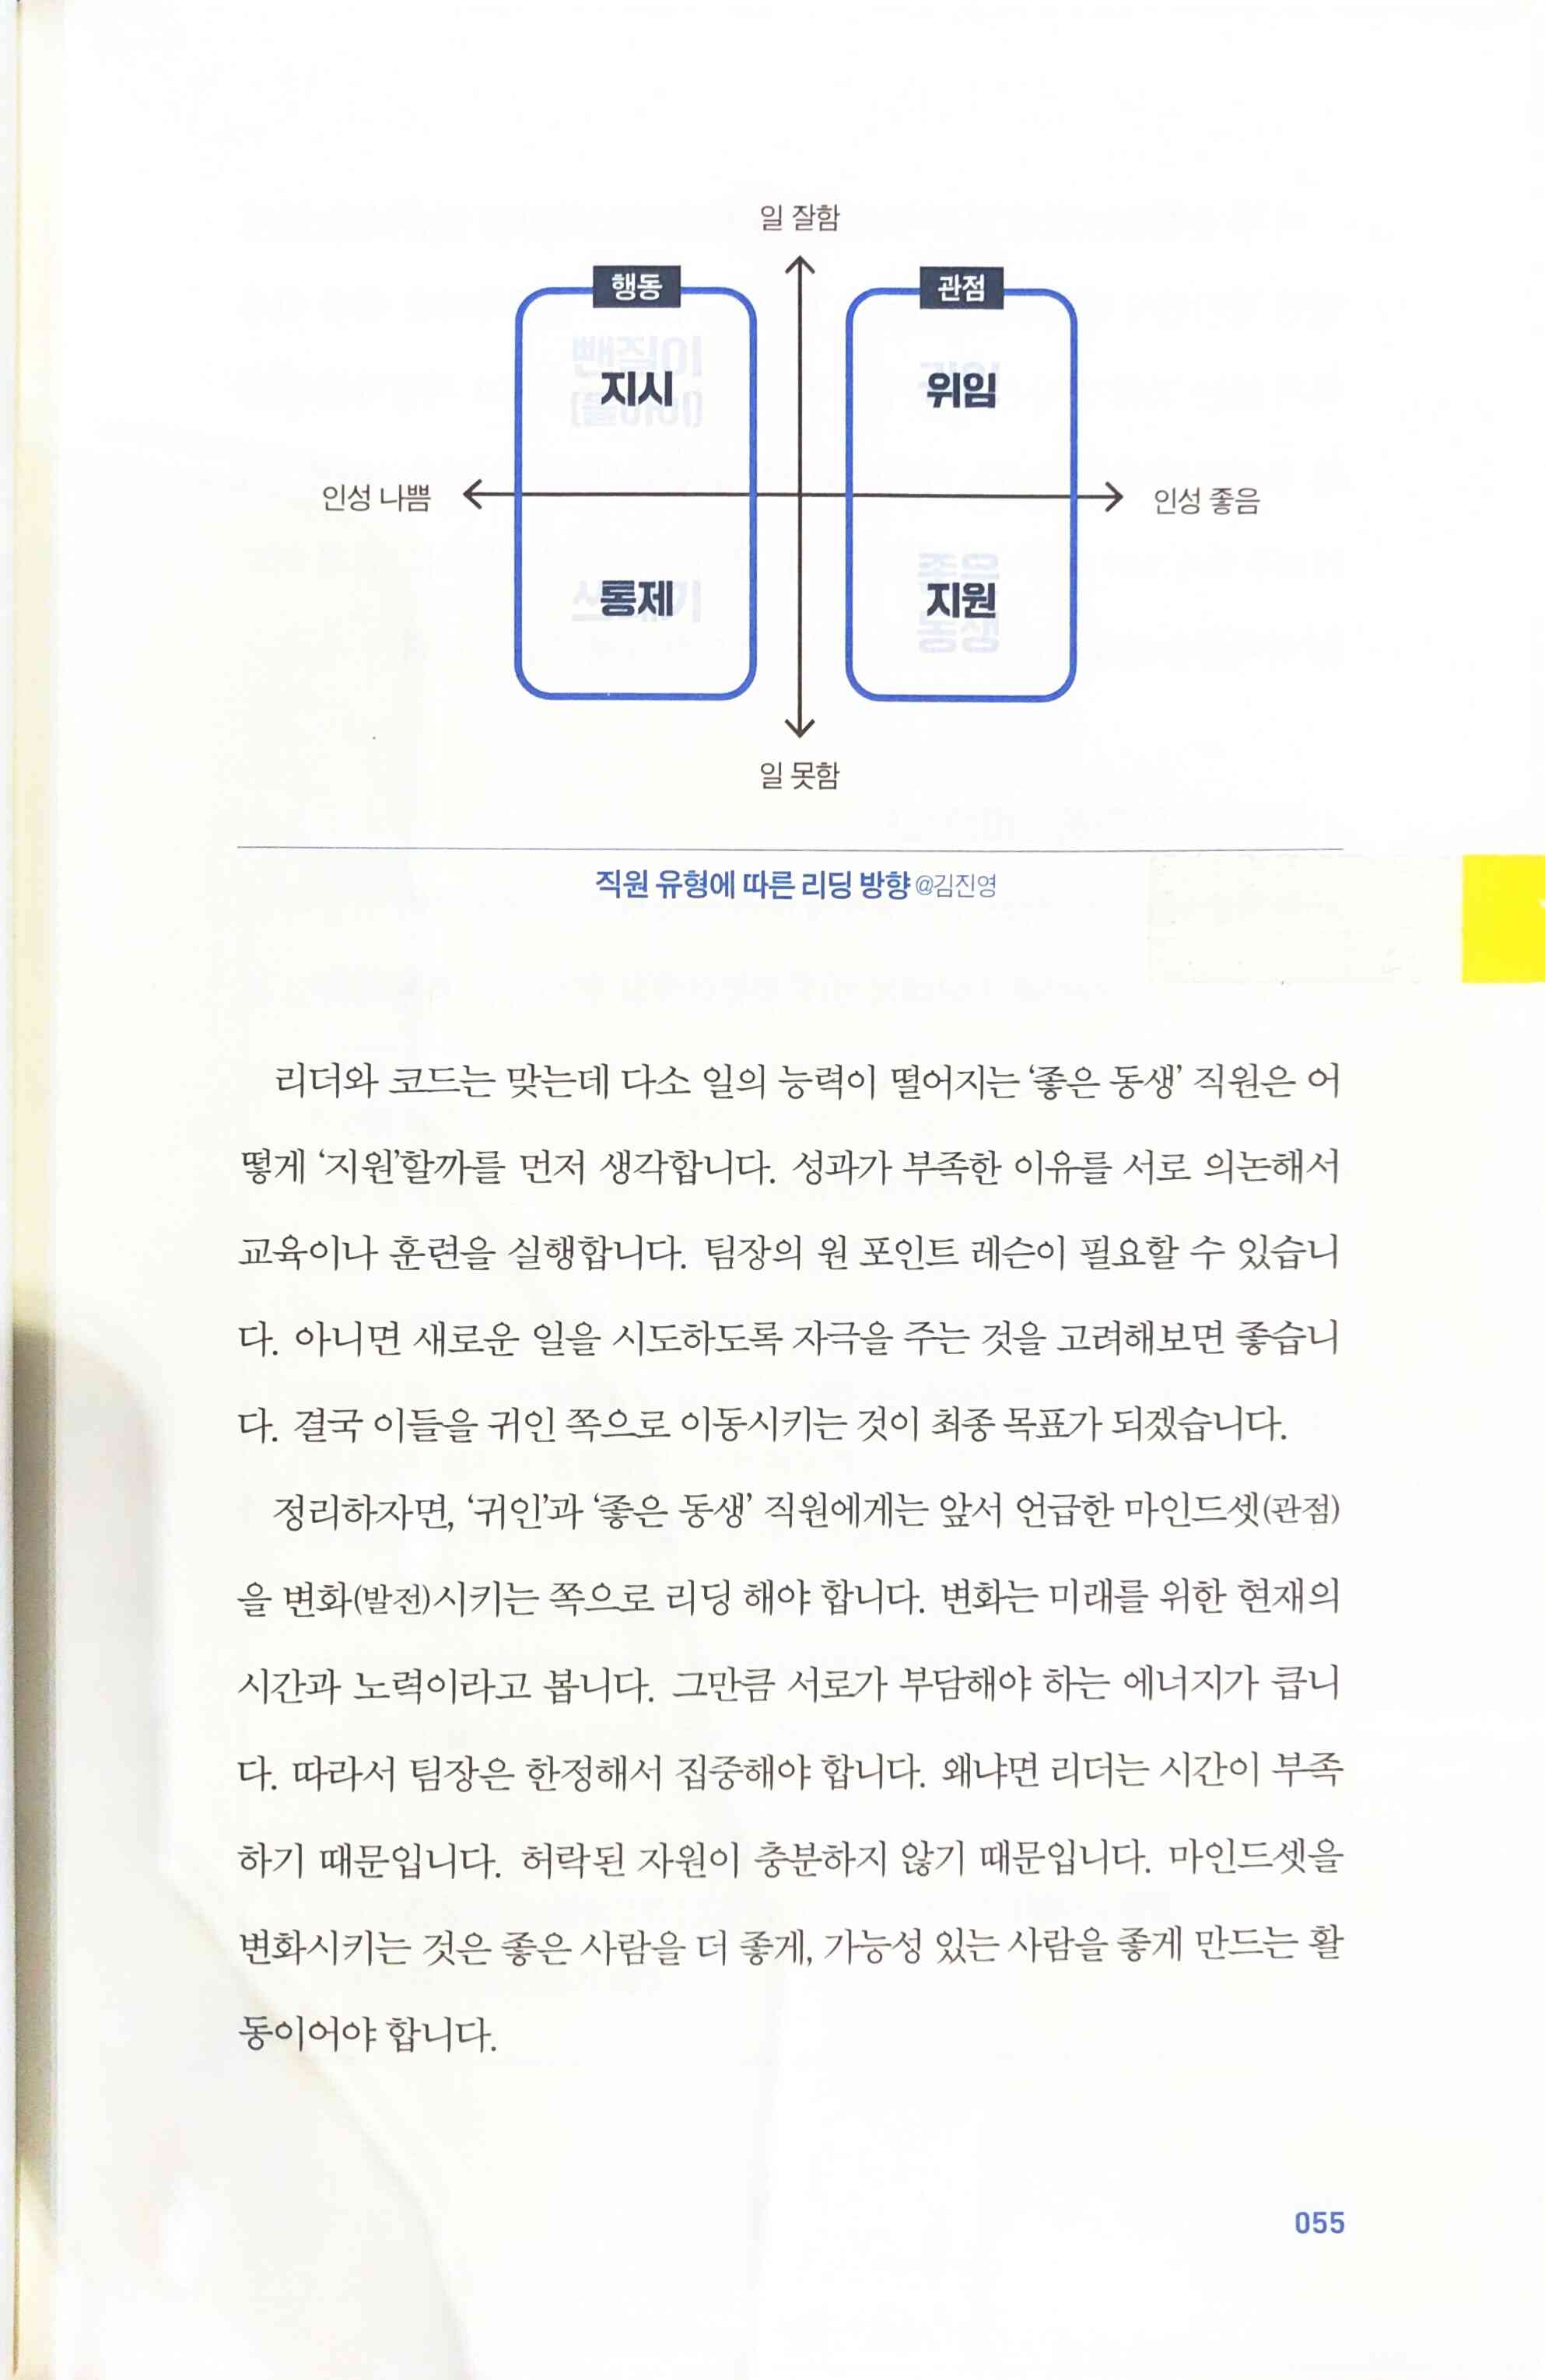 일 잘함
행동
관점
뺀질이
(돌아이)
지시
귀인
위임
인성 나쁨
인성 좋음
쓰레기
통제
좋은
동생
지원
일 못함
직원 유형에 따른 리딩 방향 @김진영
리더와 코드는 맞는데 다소 일의 능력이 떨어지는 ‘좋은 동생’ 직원은 어
떻게 ‘지원’할까를 먼저 생각합니다. 성과가 부족한 이유를 서로 의논해서
교육이나 훈련을 실행합니다. 팀장의 원 포인트 레슨이 필요할 수 있습니
다. 아니면 새로운 일을 시도하도록 자극을 주는 것을 고려해보면 좋습니
다. 결국 이들을 귀인 쪽으로 이동시키는 것이 최종 목표가 되겠습니다.
정리하자면, ‘귀인’과 ‘좋은 동생’ 직원에게는 앞서 언급한 마인드셋(관점)
을 변화(발전)시키는 쪽으로 리딩 해야 합니다. 변화는 미래를 위한 현재의
시간과 노력이라고 봅니다. 그만큼 서로가 부담해야 하는 에너지가 큽니
다. 따라서 팀장은 한정해서 집중해야 합니다. 왜냐면 리더는 시간이 부족
하기 때문입니다. 허락된 자원이 충분하지 않기 때문입니다. 마인드셋을
변화시키는 것은 좋은 사람을 더 좋게, 가능성 있는 사람을 좋게 만드는 활
동이어야 합니다.
055